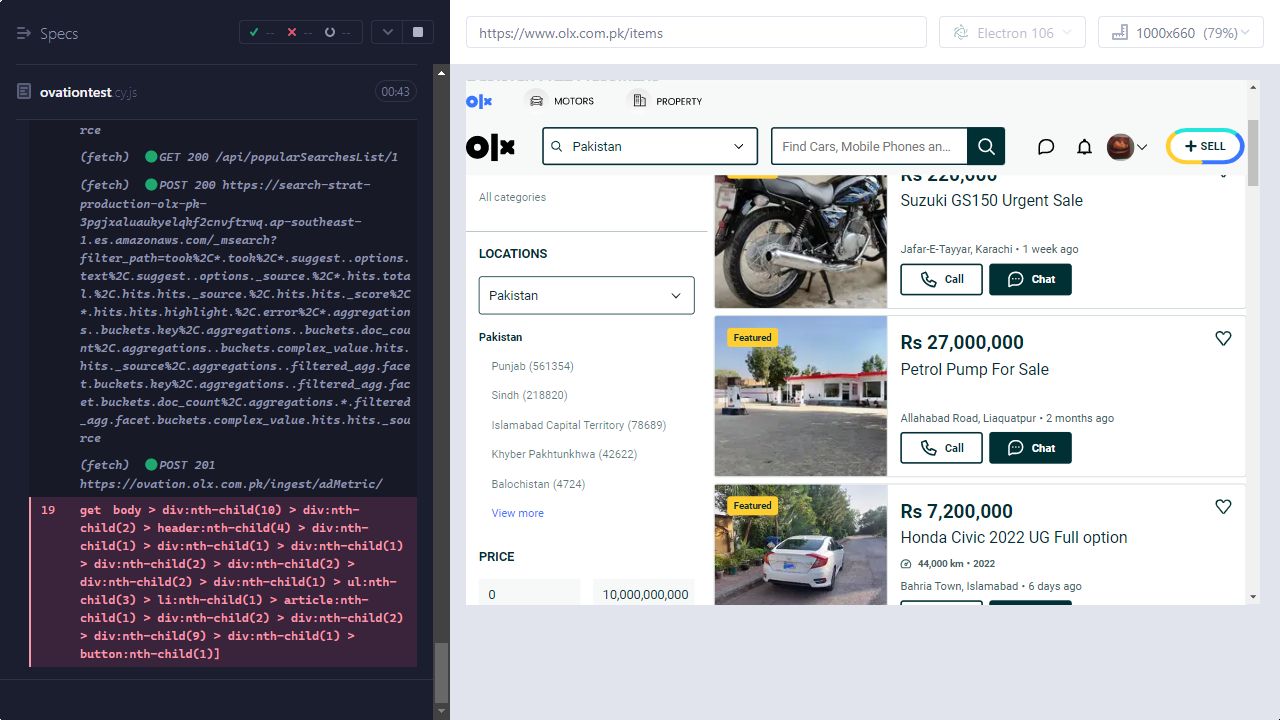 Specs
✓ --
✕ --
--
ovationtest.cy.js
00:43
rce
(fetch) GET 200 /api/popularSearchesList/1
(fetch) POST 200 https://search-strat-
production-olx-pk-
3pgjxaluaukyelqkf2cnvftrwq.ap-southeast-
1.es.amazonaws.com/_msearch?
filter_path=took%2C*.took%2C*.suggest..options.
text%2C.suggest..options._source.%2C*.hits.tota
l.%2C.hits.hits._source.%2C.hits.hits._score%2C
*.hits.hits.highlight.%2C.error%2C*.aggregation
s..buckets.key%2C.aggregations..buckets.doc_cou
nt%2C.aggregations..buckets.complex_value.hits.
hits._source%2C.aggregations..filtered_agg.face
t.buckets.key%2C.aggregations..filtered_agg.fac
et.buckets.doc_count%2C.aggregations.*.filtered
_agg.facet.buckets.complex_value.hits.hits._sou
rce
(fetch) POST 201
https://ovation.olx.com.pk/ingest/adMetric/
19 get body > div:nth-child(10) > div:nth-
child(2) > header:nth-child(4) > div:nth-
child(1) > div:nth-child(1) > div:nth-child(1)
> div:nth-child(2) > div:nth-child(2) >
div:nth-child(2) > div:nth-child(1) > ul:nth-
child(3) > li:nth-child(1) > article:nth-
child(1) > div:nth-child(2) > div:nth-child(2)
> div:nth-child(9) > div:nth-child(1) >
button:nth-child(1)]
https://www.olx.com.pk/items
Electron 106
1000x660 (79%)
olx
MOTORS
PROPERTY
olx
Pakistan
Find Cars, Mobile Phones an...
+ SELL
All categories
LOCATIONS
Pakistan
Pakistan
Punjab (561354)
Sindh (218820)
Islamabad Capital Territory (78689)
Khyber Pakhtunkhwa (42622)
Balochistan (4724)
View more
PRICE
0
10,000,000,000
Rs 220,000
Suzuki GS150 Urgent Sale
Jafar-E-Tayyar, Karachi • 1 week ago
Call
Chat
Featured
Rs 27,000,000
Petrol Pump For Sale
Allahabad Road, Liaquatpur • 2 months ago
Call
Chat
Featured
Rs 7,200,000
Honda Civic 2022 UG Full option
44,000 km • 2022
Bahria Town, Islamabad • 6 days ago